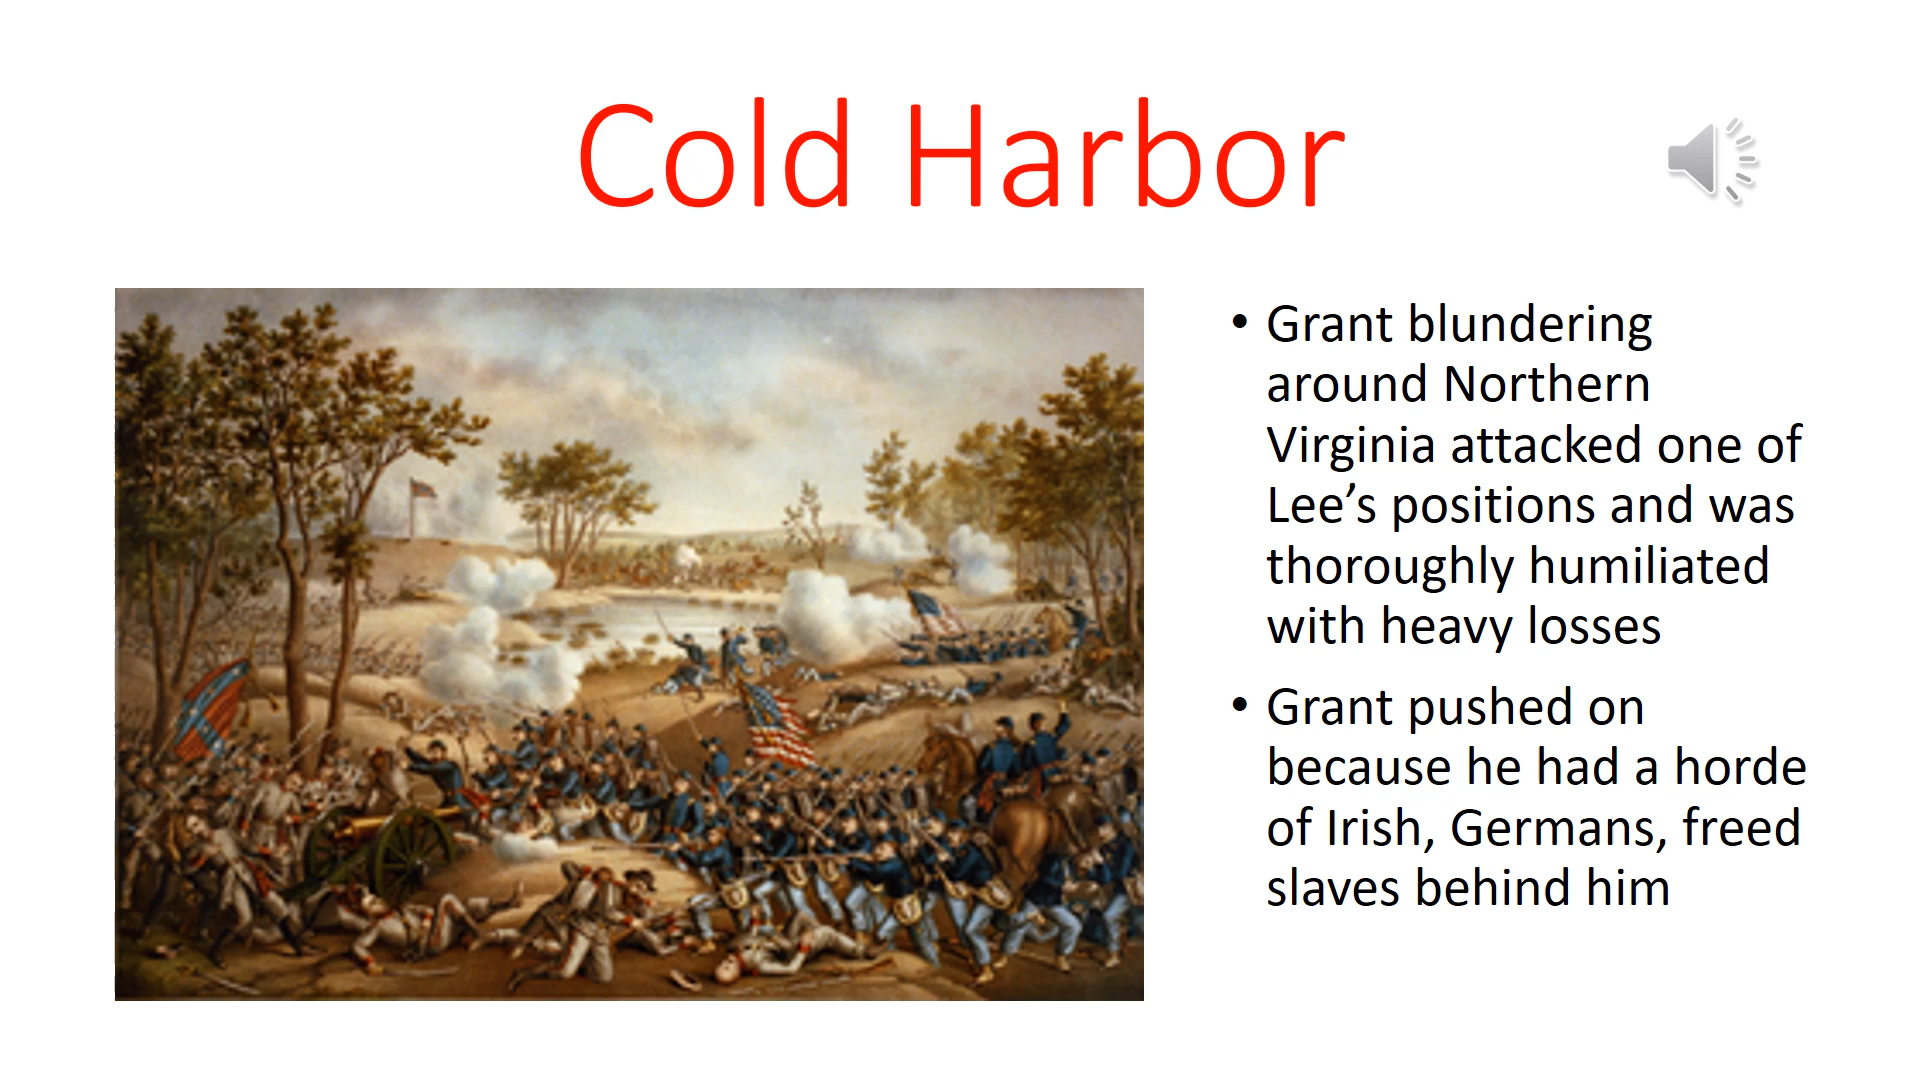 Cold Harbor
• Grant blundering
around Northern
Virginia attacked one of
Lee’s positions and was
thoroughly humiliated
with heavy losses
• Grant pushed on
because he had a horde
of Irish, Germans, freed
slaves behind him